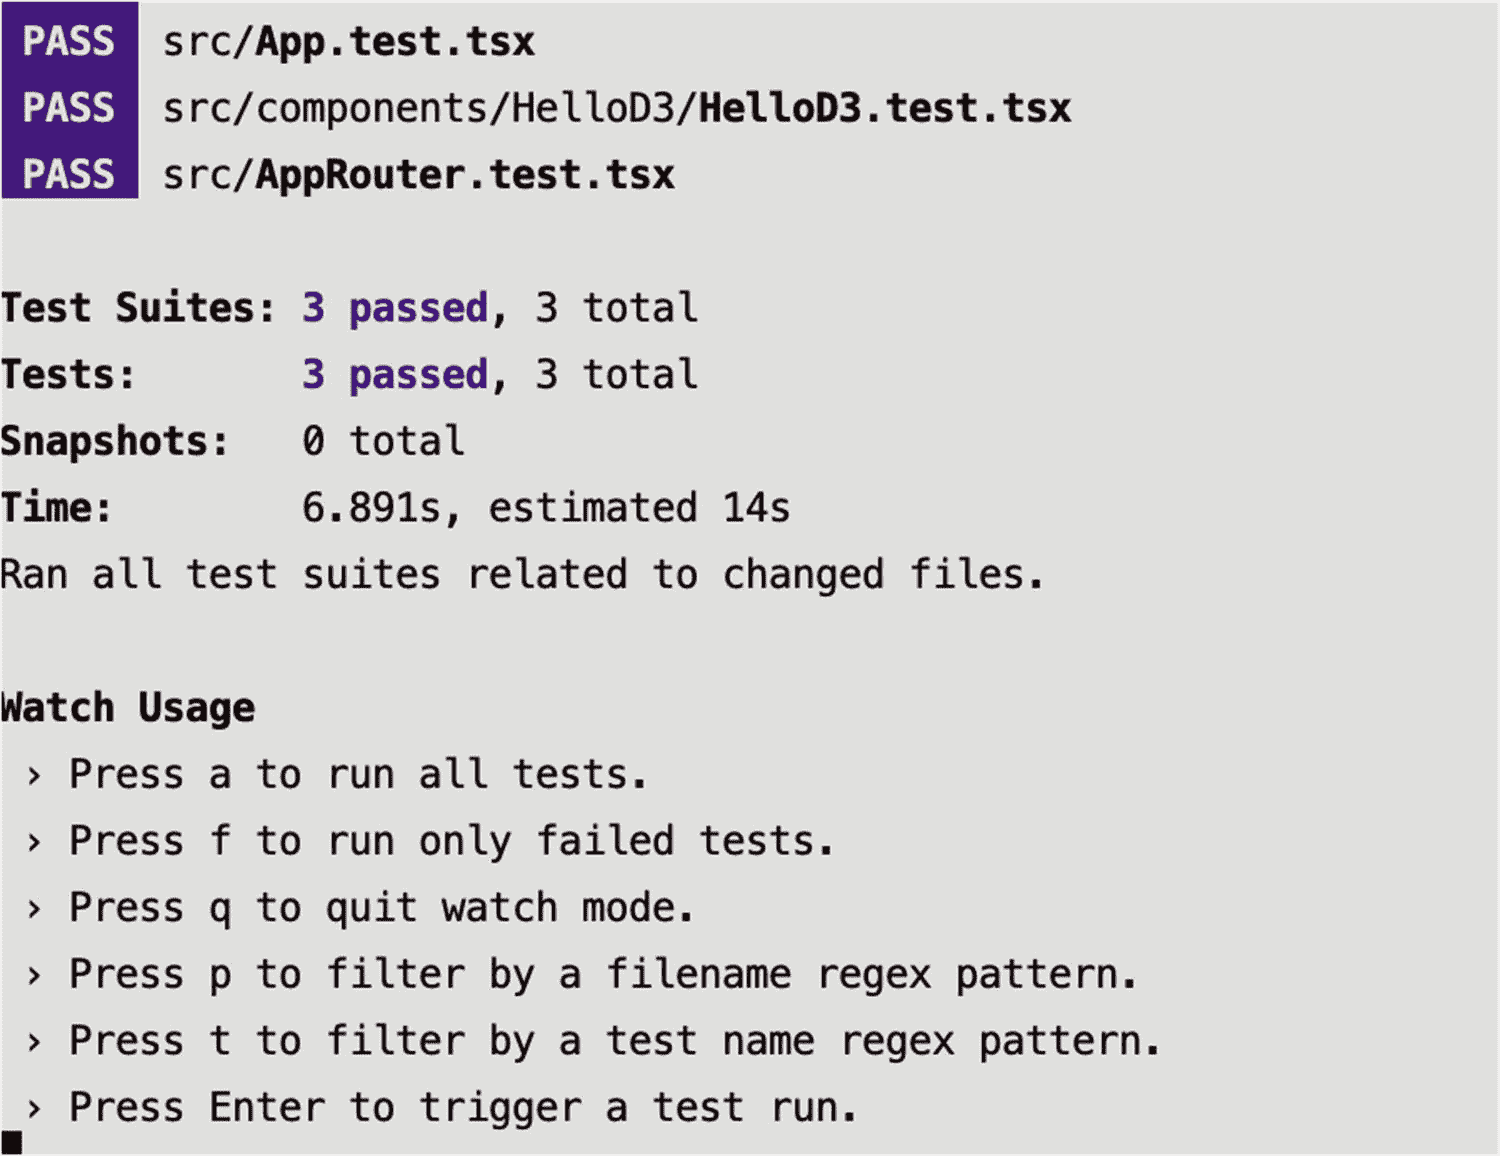 PASS src/App.test.tsx
PASS src/components/HelloD3/HelloD3.test.tsx
PASS src/AppRouter.test.tsx
Test Suites: 3 passed, 3 total
Tests: 3 passed, 3 total
Snapshots: 0 total
Time: 6.891s, estimated 14s
Ran all test suites related to changed files.
Watch Usage
› Press a to run all tests.
› Press f to run only failed tests.
› Press q to quit watch mode.
› Press p to filter by a filename regex pattern.
› Press t to filter by a test name regex pattern.
› Press Enter to trigger a test run.